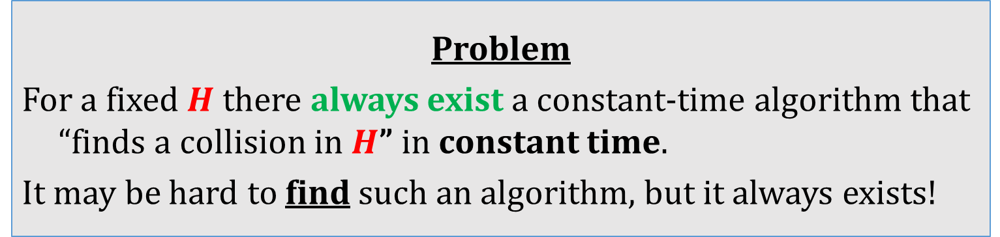 Problem
For a fixed H there always exist a constant-time algorithm that
“finds a collision in H” in constant time.
It may be hard to find such an algorithm, but it always exists!